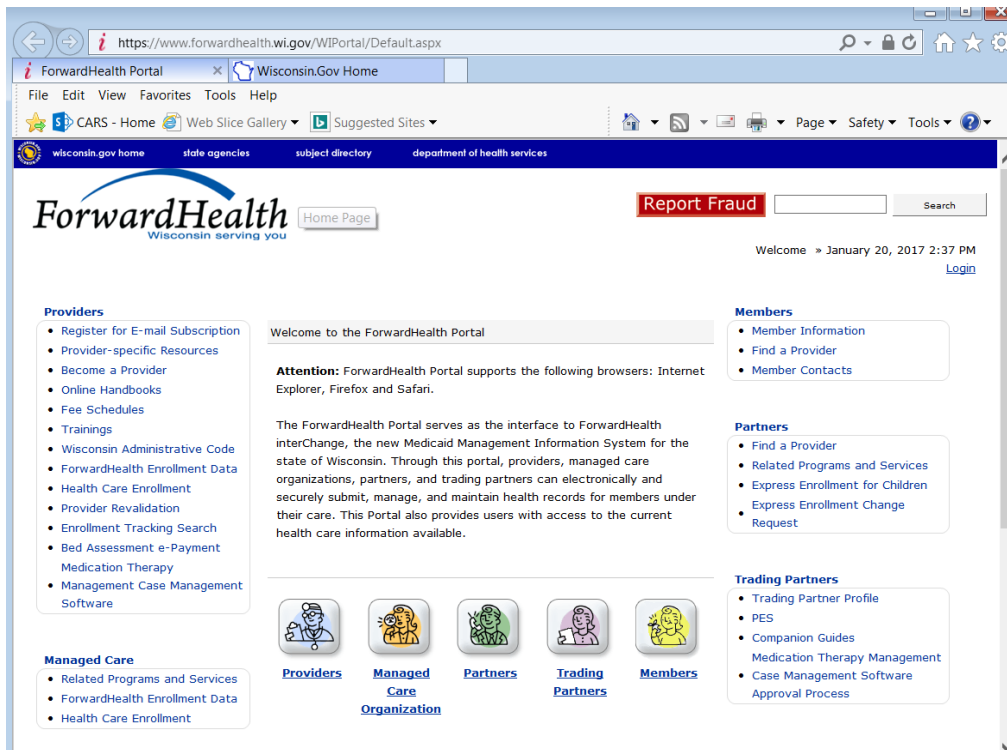 https://www.forwardhealth.wi.gov/WIPortal/Default.aspx
ForwardHealth Portal
Wisconsin.Gov Home
File Edit View Favorites Tools Help
CARS - Home Web Slice Gallery Suggested Sites Page Safety Tools
wisconsin.gov home state agencies subject directory department of health services
ForwardHealth
Wisconsin serving you
Home Page
Report Fraud
Search
Welcome » January 20, 2017 2:37 PM
Login
Providers
• Register for E-mail Subscription
• Provider-specific Resources
• Become a Provider
• Online Handbooks
• Fee Schedules
• Trainings
• Wisconsin Administrative Code
• ForwardHealth Enrollment Data
• Health Care Enrollment
• Provider Revalidation
• Enrollment Tracking Search
• Bed Assessment e-Payment
Medication Therapy
• Management Case Management
Software
Managed Care
• Related Programs and Services
• ForwardHealth Enrollment Data
• Health Care Enrollment
Welcome to the ForwardHealth Portal
Attention: ForwardHealth Portal supports the following browsers: Internet
Explorer, Firefox and Safari.
The ForwardHealth Portal serves as the interface to ForwardHealth
interChange, the new Medicaid Management Information System for the
state of Wisconsin. Through this portal, providers, managed care
organizations, partners, and trading partners can electronically and
securely submit, manage, and maintain health records for members under
their care. This Portal also provides users with access to the current
health care information available.
Providers
Managed
Care
Organization
Partners
Trading
Partners
Members
Members
• Member Information
• Find a Provider
• Member Contacts
Partners
• Find a Provider
• Related Programs and Services
• Express Enrollment for Children
Express Enrollment Change
• Request
Trading Partners
• Trading Partner Profile
• PES
• Companion Guides
Medication Therapy Management
• Case Management Software
Approval Process